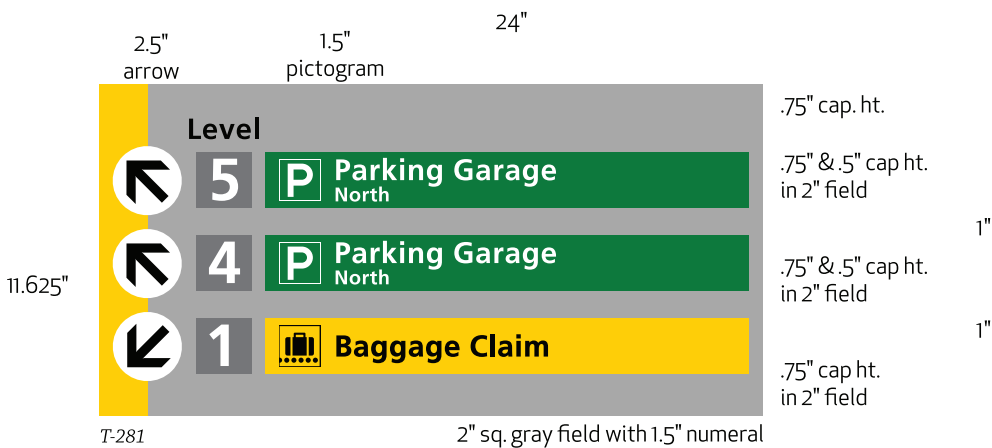 24"
2.5"
arrow
1.5"
pictogram
.75" cap. ht.
Level
5 P Parking Garage
North
.75" & .5" cap ht.
in 2" field
1"
4 P Parking Garage
North
.75" & .5" cap ht.
in 2" field
11.625"
1"
1 Baggage Claim
.75" cap ht.
in 2" field
T-281
2" sq. gray field with 1.5" numeral